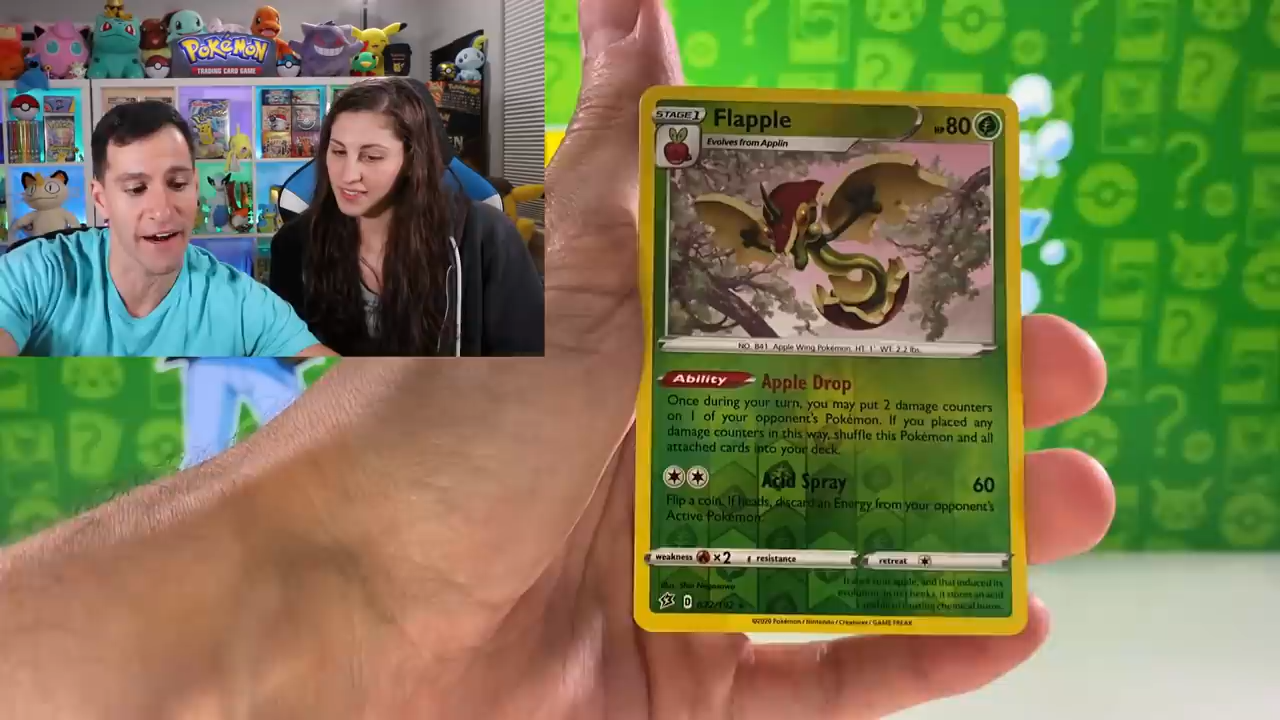 POKéMON
TRADING CARD GAME
STAGE 1
Flapple
HP 80
Evolves from Applin
NO. 841 Apple Wing Pokémon HT: 1' WT: 2.2 lbs.
Ability Apple Drop
Once during your turn, you may put 2 damage counters
on 1 of your opponent's Pokémon. If you placed any
damage counters in this way, shuffle this Pokémon and all
attached cards into your deck.
Acid Spray 60
Flip a coin. If heads, discard an Energy from your opponent's
Active Pokémon.
weakness ×2 resistance retreat
D
©2020 Pokémon / Nintendo / Creatures / GAME FREAK